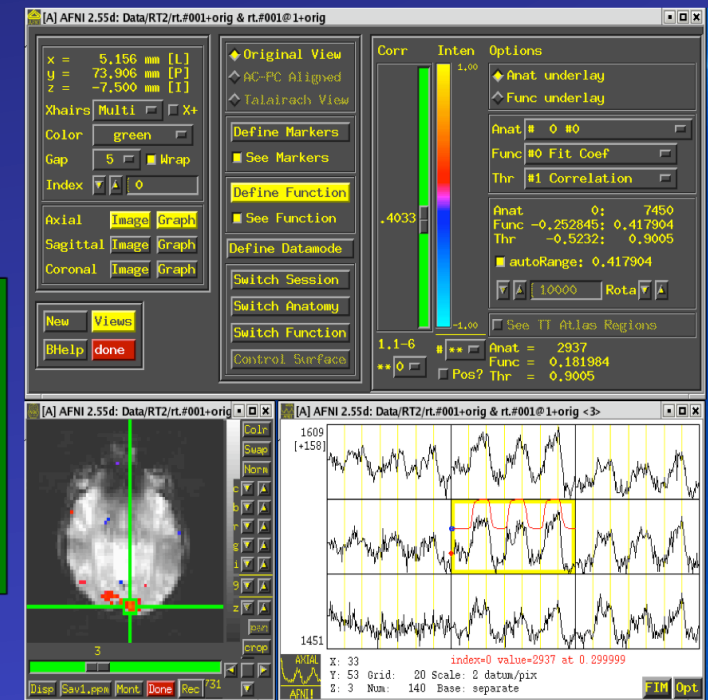 [A] AFNI 2.55d: Data/RT2/rt.#001+orig & rt.#001@1+orig
x = 5.156 mm [L]
y = 73.906 mm [P]
z = -7.500 mm [I]
Xhairs Multi X+
Color green
Gap 5 Wrap
Index 0
Axial Image Graph
Sagittal Image Graph
Coronal Image Graph
New Views
BHelp done
Original View
AC-PC Aligned
Talairach View
Define Markers
See Markers
Define Function
See Function
Define Datamode
Switch Session
Switch Anatomy
Switch Function
Control Surface
Corr Inten Options
1.00
Anat underlay
Func underlay
Anat # 0 #0
Func #0 Fit Coef
Thr #1 Correlation
.4033
Anat 0: 7450
Func -0.252845: 0.417904
Thr -0.5232: 0.9005
autoRange: 0.417904
10000 Rota
See TT Atlas Regions
-1.00
1.1-6
** 0
# **
Pos?
Anat = 2937
Func = 0.181984
Thr = 0.9005
[A] AFNI 2.55d: Data/RT2/rt.#001+orig
Colr
Swap
Norm
c
b
r
g
i
9
z
pan
crop
3
Disp Sav1.ppm Mont Done Rec 731
[A] AFNI 2.55d: Data/RT2/rt.#001+orig & rt.#001@1+orig <3>
1609
[+158]
1451
AXIAL
AFNI!
X: 33 index=0 value=2937 at 0.299999
Y: 53 Grid: 20 Scale: 2 datum/pix
Z: 3 Num: 140 Base: separate
FIM Opt